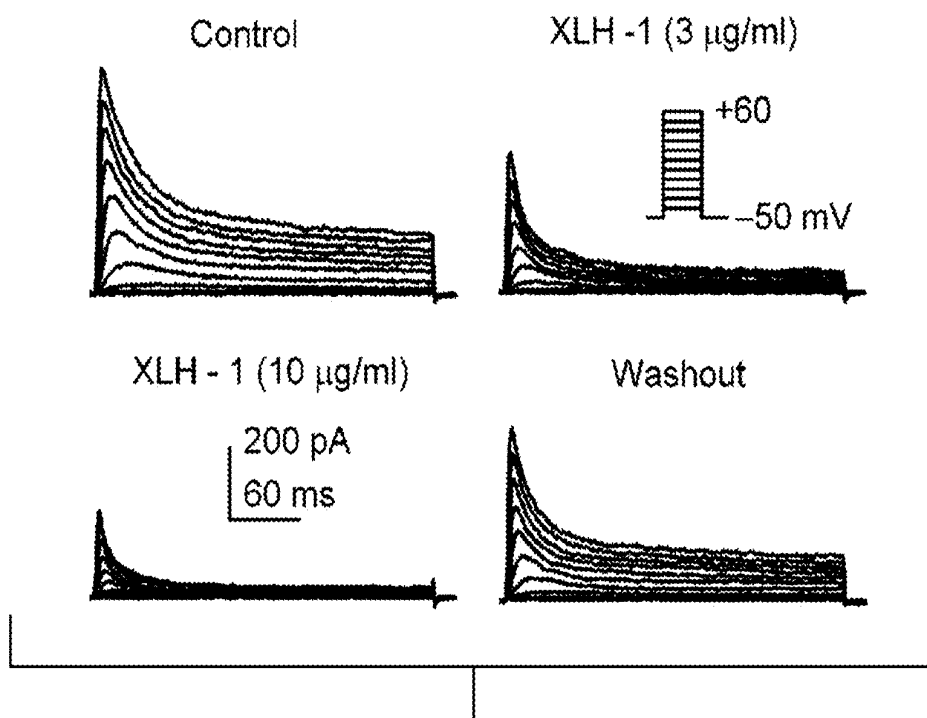 Control
XLH -1 (3 μg/ml)
+60
−50 mV
XLH - 1 (10 μg/ml)
Washout
200 pA
60 ms